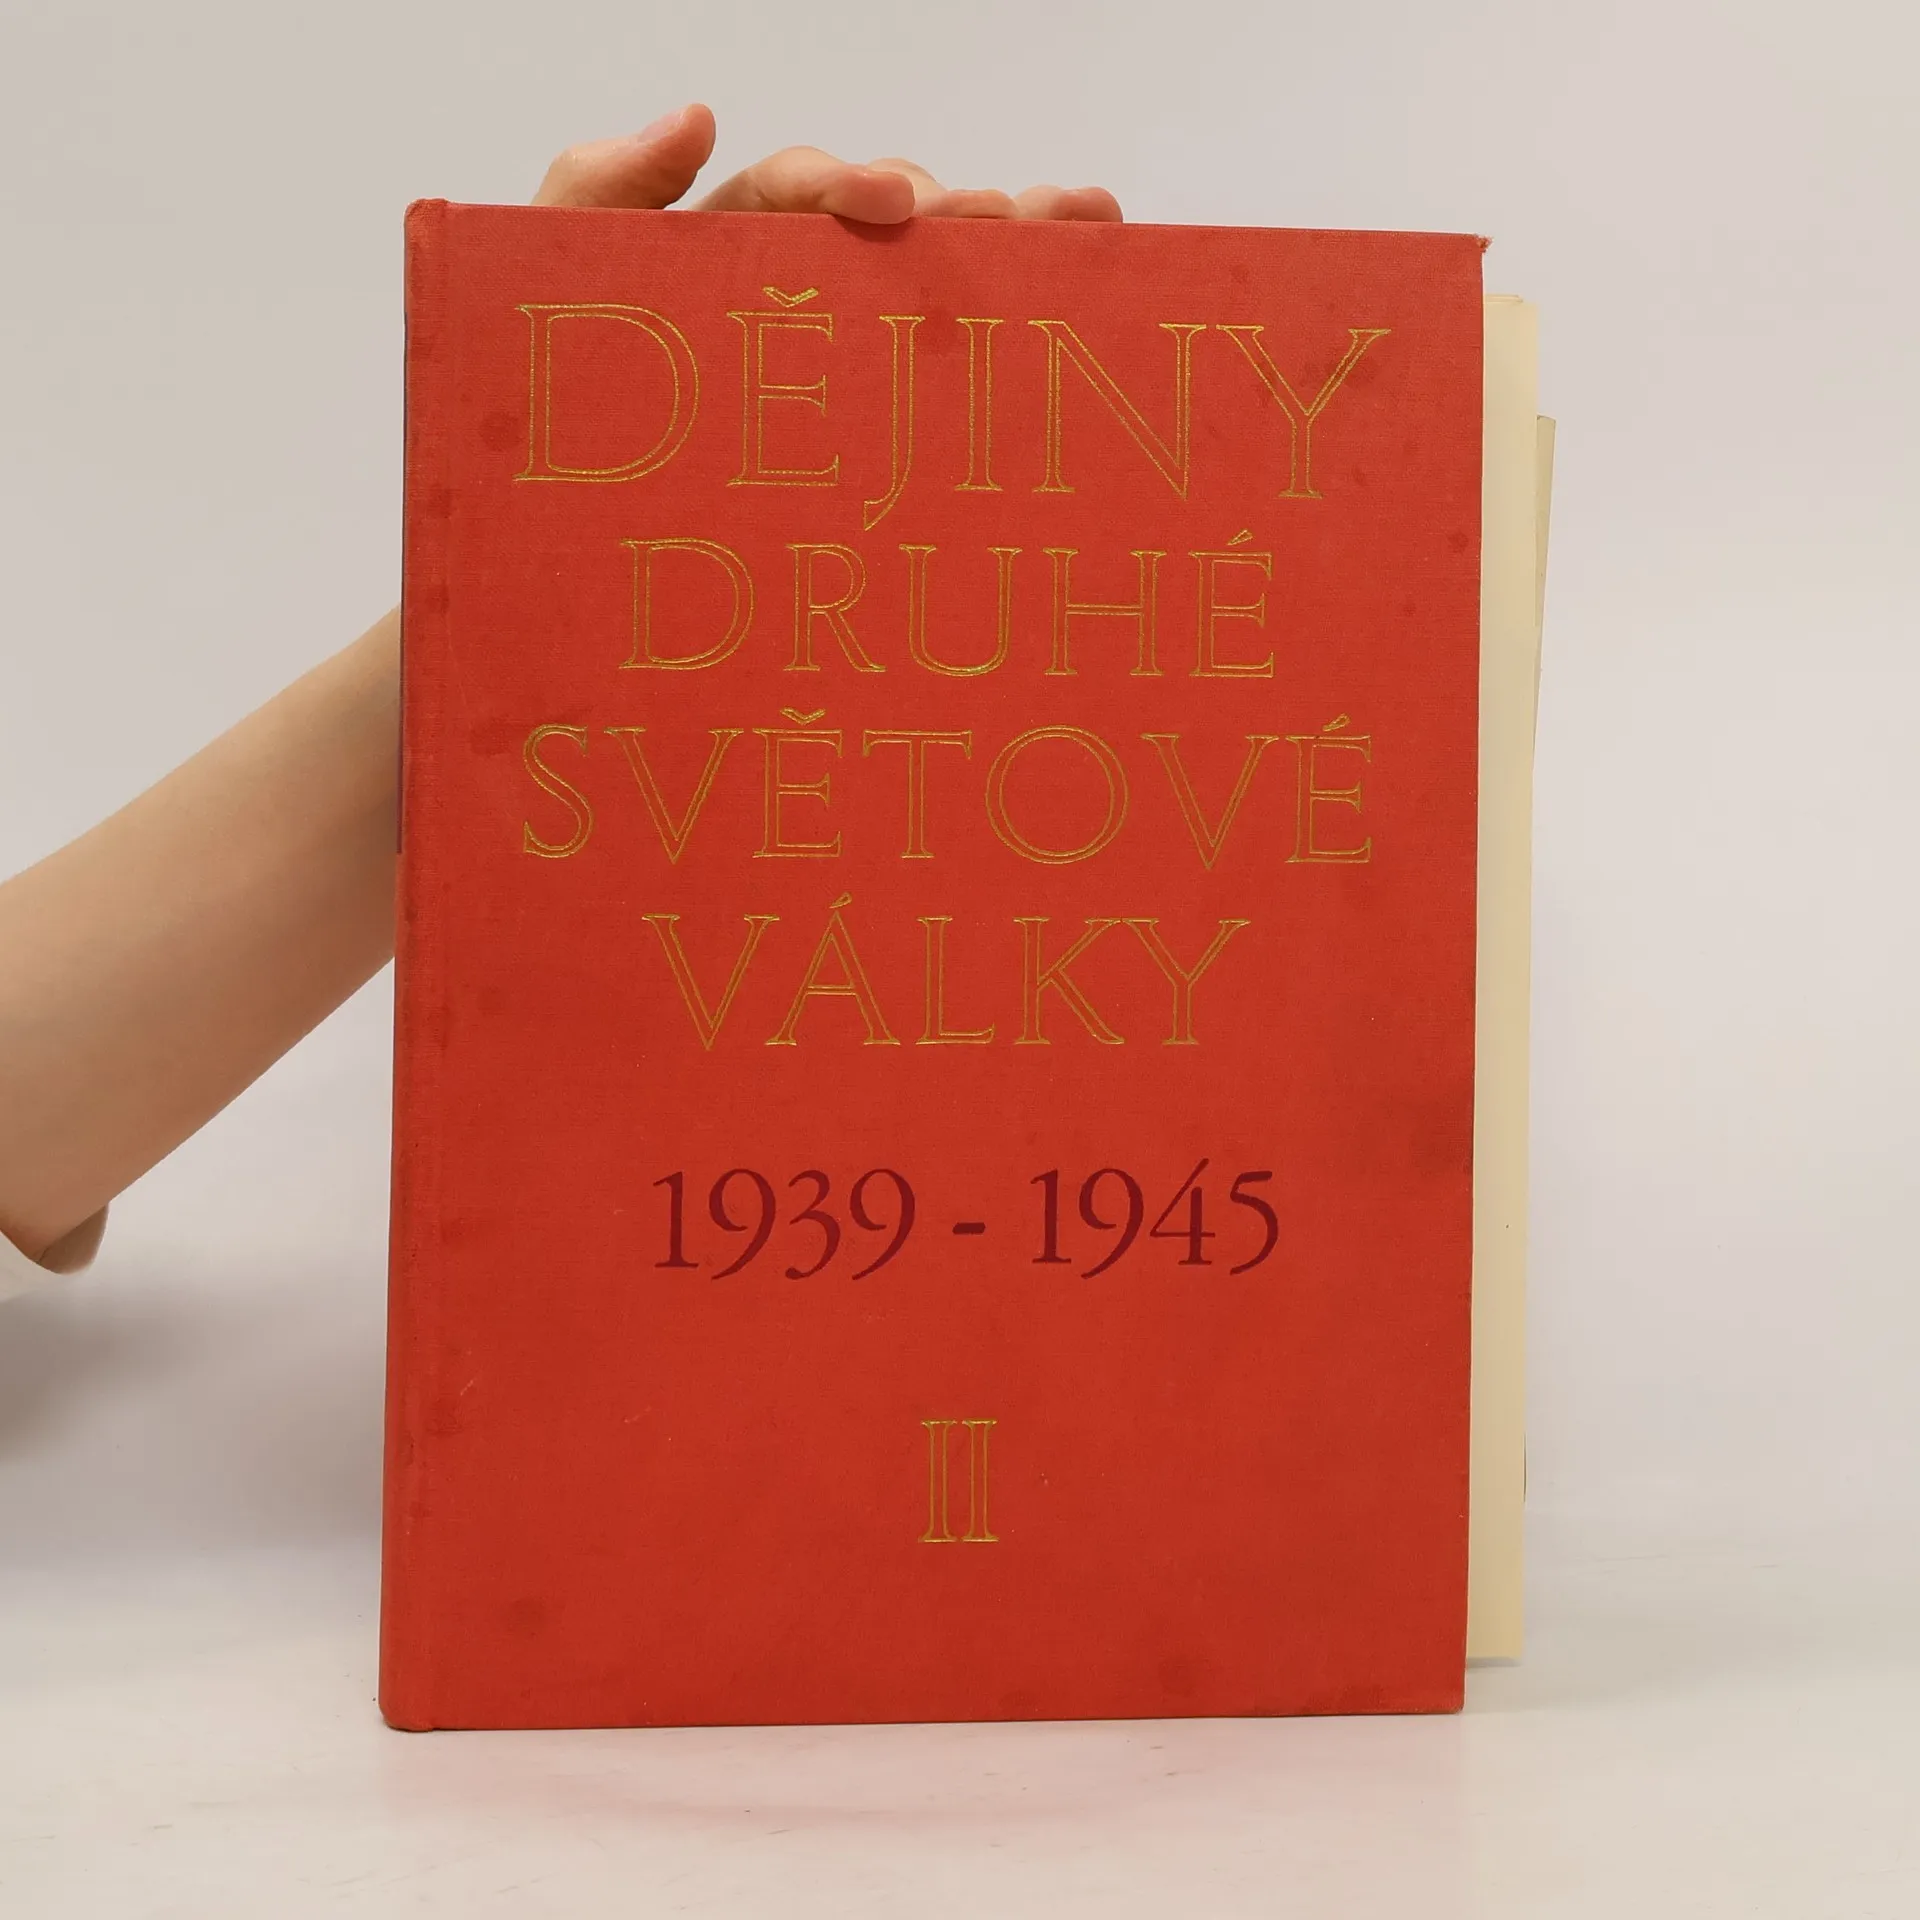 DĚJINY
DRUHÉ
SVĚTOVÉ
VÁLKY
1939 - 1945
II